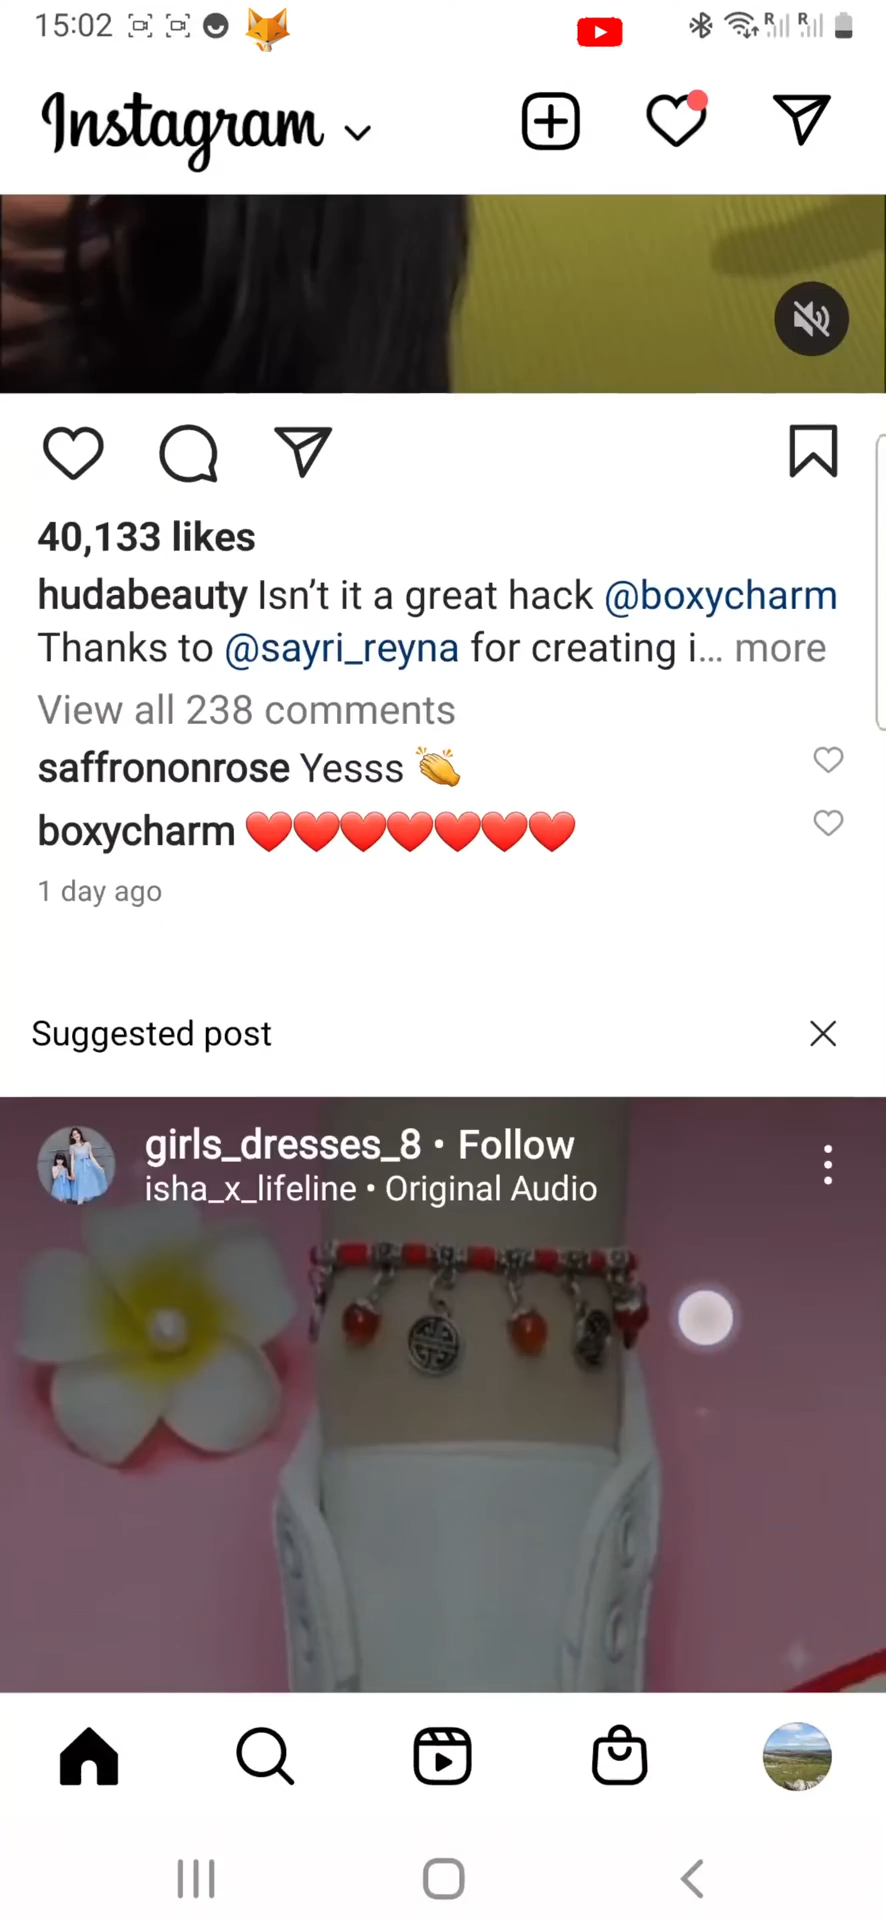 15:02
Instagram
40,133 likes
hudabeauty Isn’t it a great hack @boxycharm
Thanks to @sayri_reyna for creating i… more
View all 238 comments
saffrononrose Yesss 👏
boxycharm ❤️❤️❤️❤️❤️❤️❤️
1 day ago
Suggested post
girls_dresses_8 • Follow
isha_x_lifeline • Original Audio